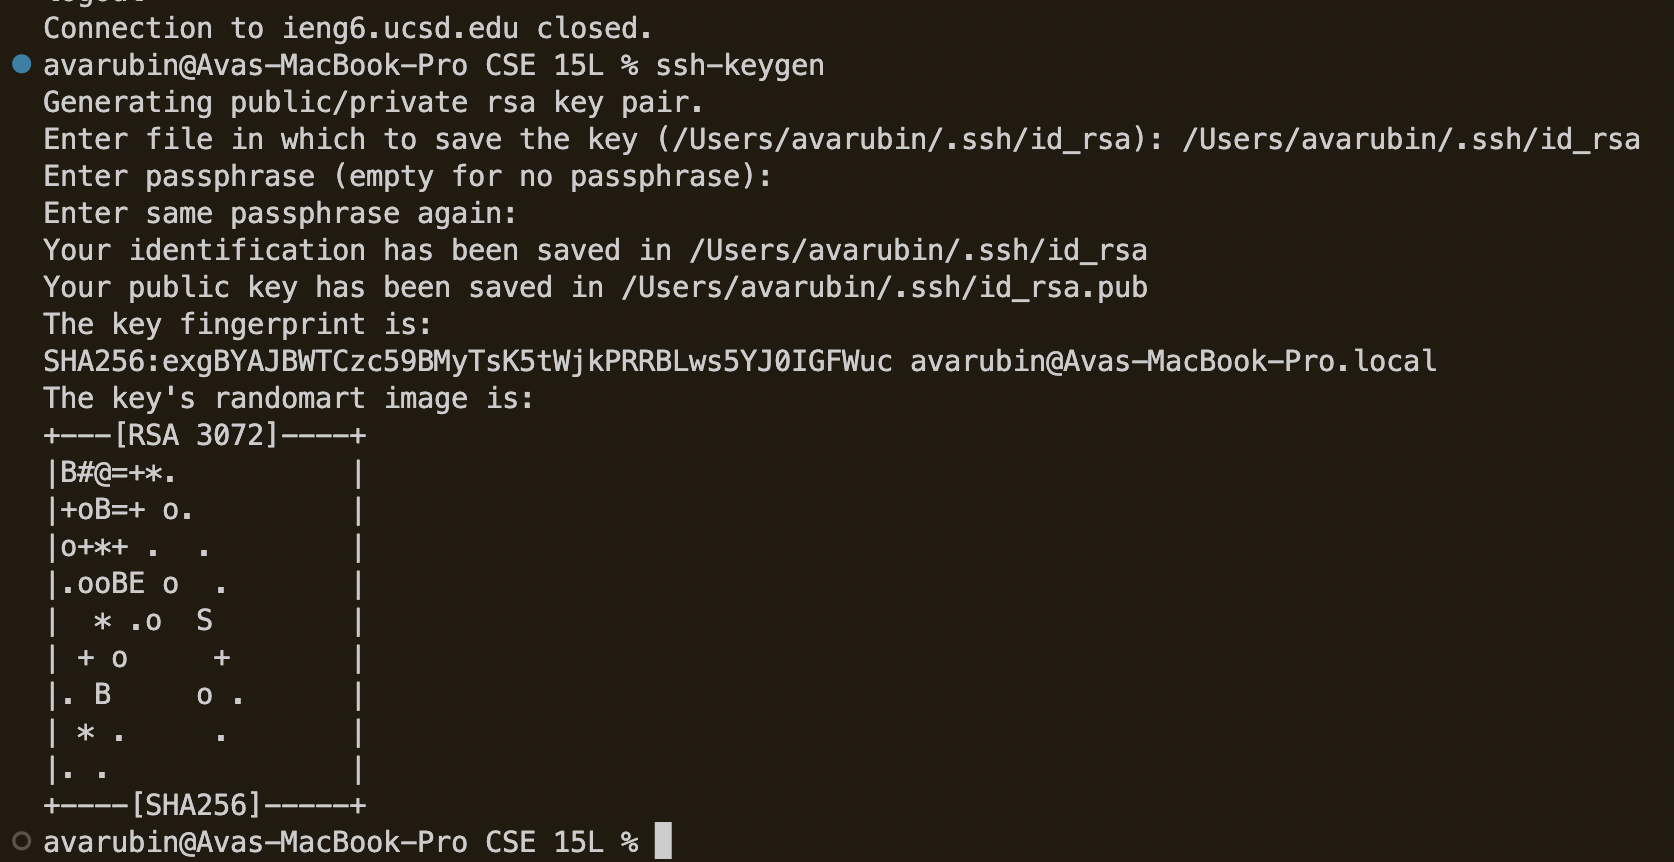 Connection to ieng6.ucsd.edu closed.
avarubin@Avas-MacBook-Pro CSE 15L % ssh-keygen
Generating public/private rsa key pair.
Enter file in which to save the key (/Users/avarubin/.ssh/id_rsa): /Users/avarubin/.ssh/id_rsa
Enter passphrase (empty for no passphrase):
Enter same passphrase again:
Your identification has been saved in /Users/avarubin/.ssh/id_rsa
Your public key has been saved in /Users/avarubin/.ssh/id_rsa.pub
The key fingerprint is:
SHA256:exgBYAJBWTCzc59BMyTsK5tWjkPRRBLws5YJ0IGFWuc avarubin@Avas-MacBook-Pro.local
The key's randomart image is:
+---[RSA 3072]----+
|B#@=+*.          |
|+oB=+ o.         |
|o+*+ .  .        |
|.ooBE o  .       |
|  * .o  S        |
| + o     +       |
|. B     o .      |
| * .     .       |
|. .              |
+----[SHA256]-----+
avarubin@Avas-MacBook-Pro CSE 15L %